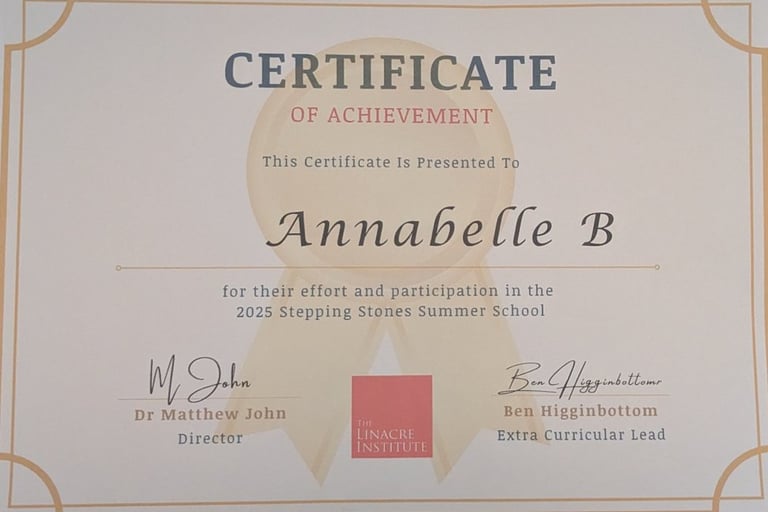 CERTIFICATE
OF ACHIEVEMENT
This Certificate Is Presented To
Annabelle B
for their effort and participation in the
2025 Stepping Stones Summer School
M John
Dr Matthew John
Director
THE
LINACRE
INSTITUTE
Ben Higginbottom
Ben Higginbottom
Extra Curricular Lead